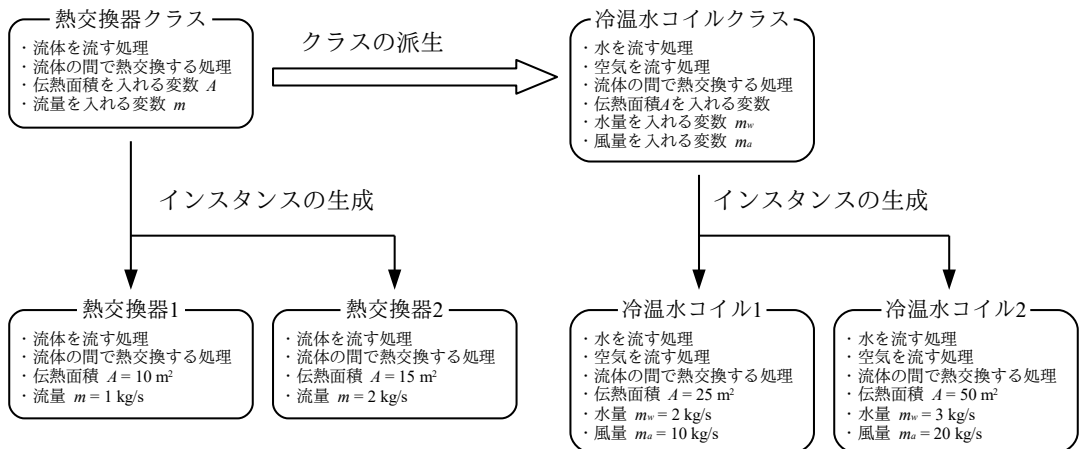 熱交換器クラス
・流体を流す処理
・流体の間で熱交換する処理
・伝熱面積を入れる変数 A
・流量を入れる変数 m
クラスの派生
冷温水コイルクラス
・水を流す処理
・空気を流す処理
・流体の間で熱交換する処理
・伝熱面積Aを入れる変数
・水量を入れる変数 mw
・風量を入れる変数 ma
インスタンスの生成
インスタンスの生成
熱交換器1
・流体を流す処理
・流体の間で熱交換する処理
・伝熱面積 A = 10 m²
・流量 m = 1 kg/s
熱交換器2
・流体を流す処理
・流体の間で熱交換する処理
・伝熱面積 A = 15 m²
・流量 m = 2 kg/s
冷温水コイル1
・水を流す処理
・空気を流す処理
・流体の間で熱交換する処理
・伝熱面積 A = 25 m²
・水量 mw = 2 kg/s
・風量 ma = 10 kg/s
冷温水コイル2
・水を流す処理
・空気を流す処理
・流体の間で熱交換する処理
・伝熱面積 A = 50 m²
・水量 mw = 3 kg/s
・風量 ma = 20 kg/s